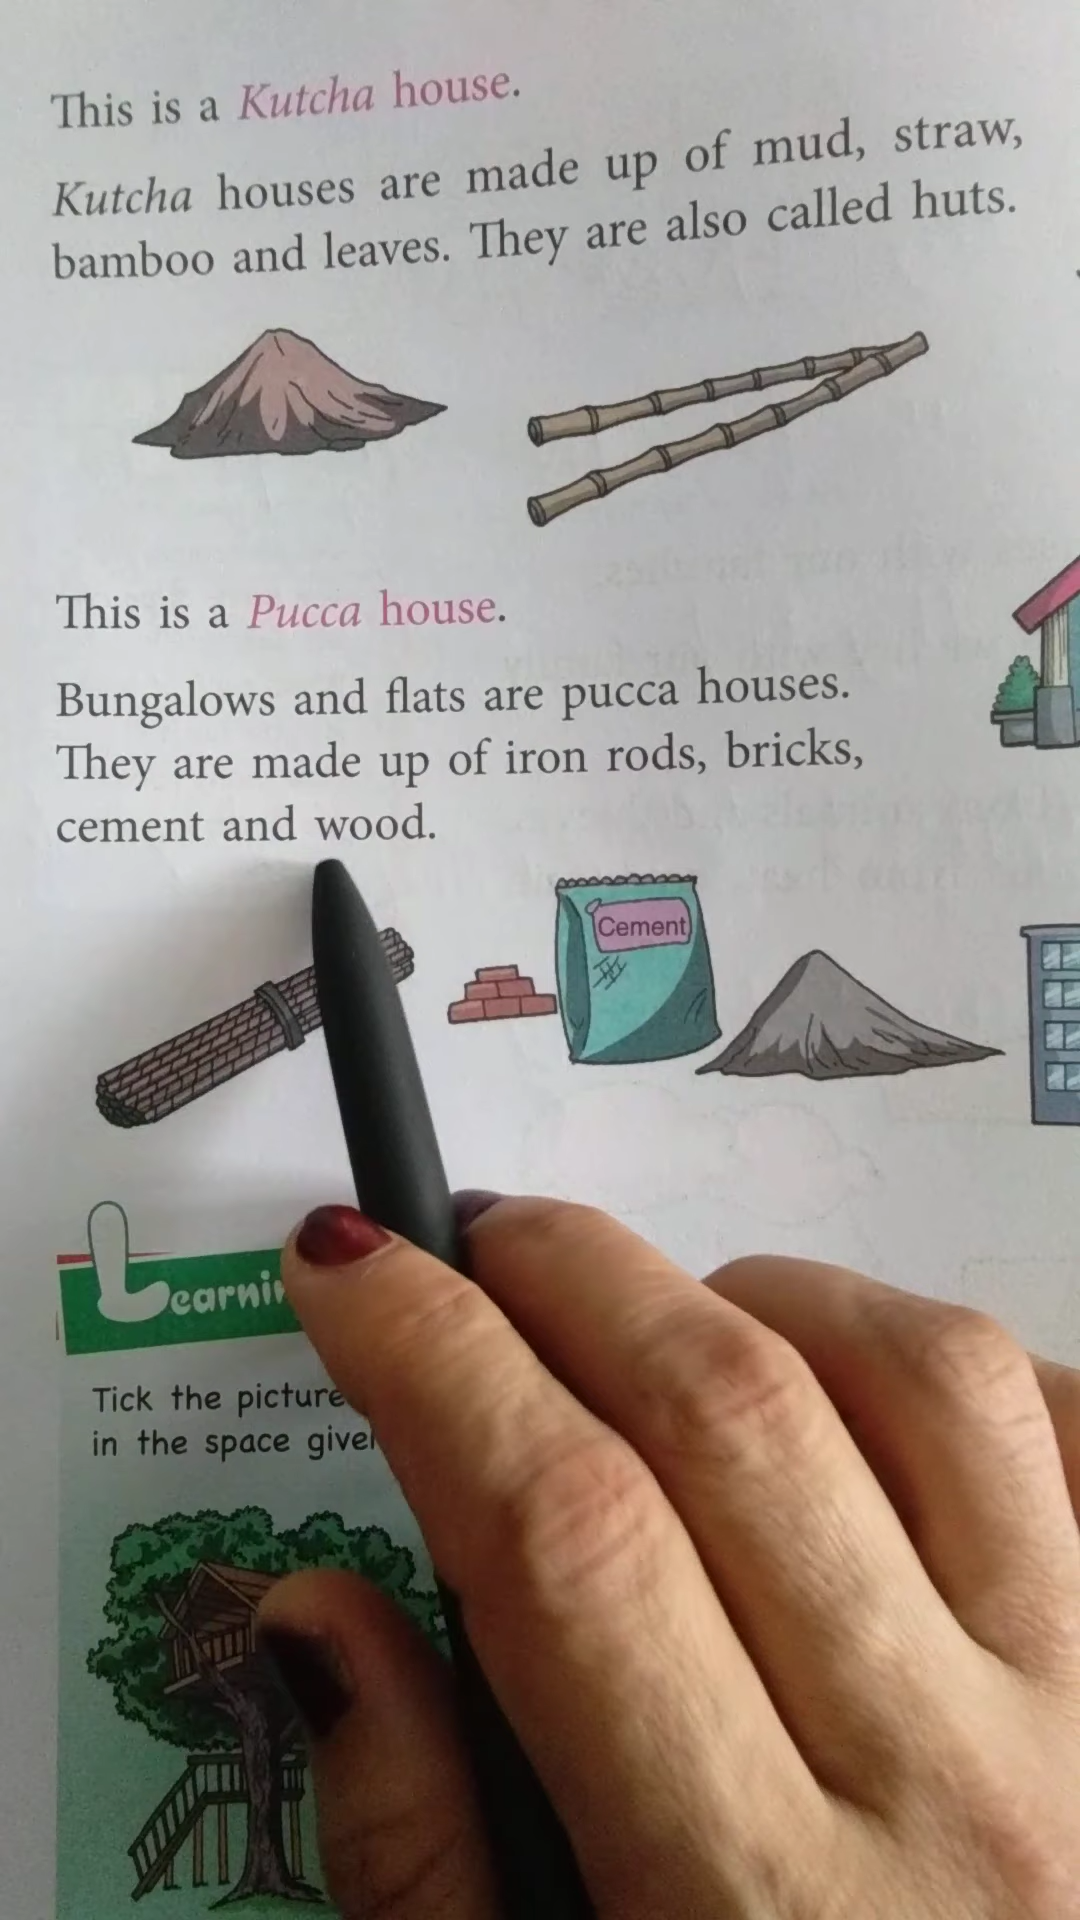 This is a Kutcha house.
Kutcha houses are made up of mud, straw,
bamboo and leaves. They are also called huts.
This is a Pucca house.
Bungalows and flats are pucca houses.
They are made up of iron rods, bricks,
cement and wood.
Cement
Tick the picture
in the space